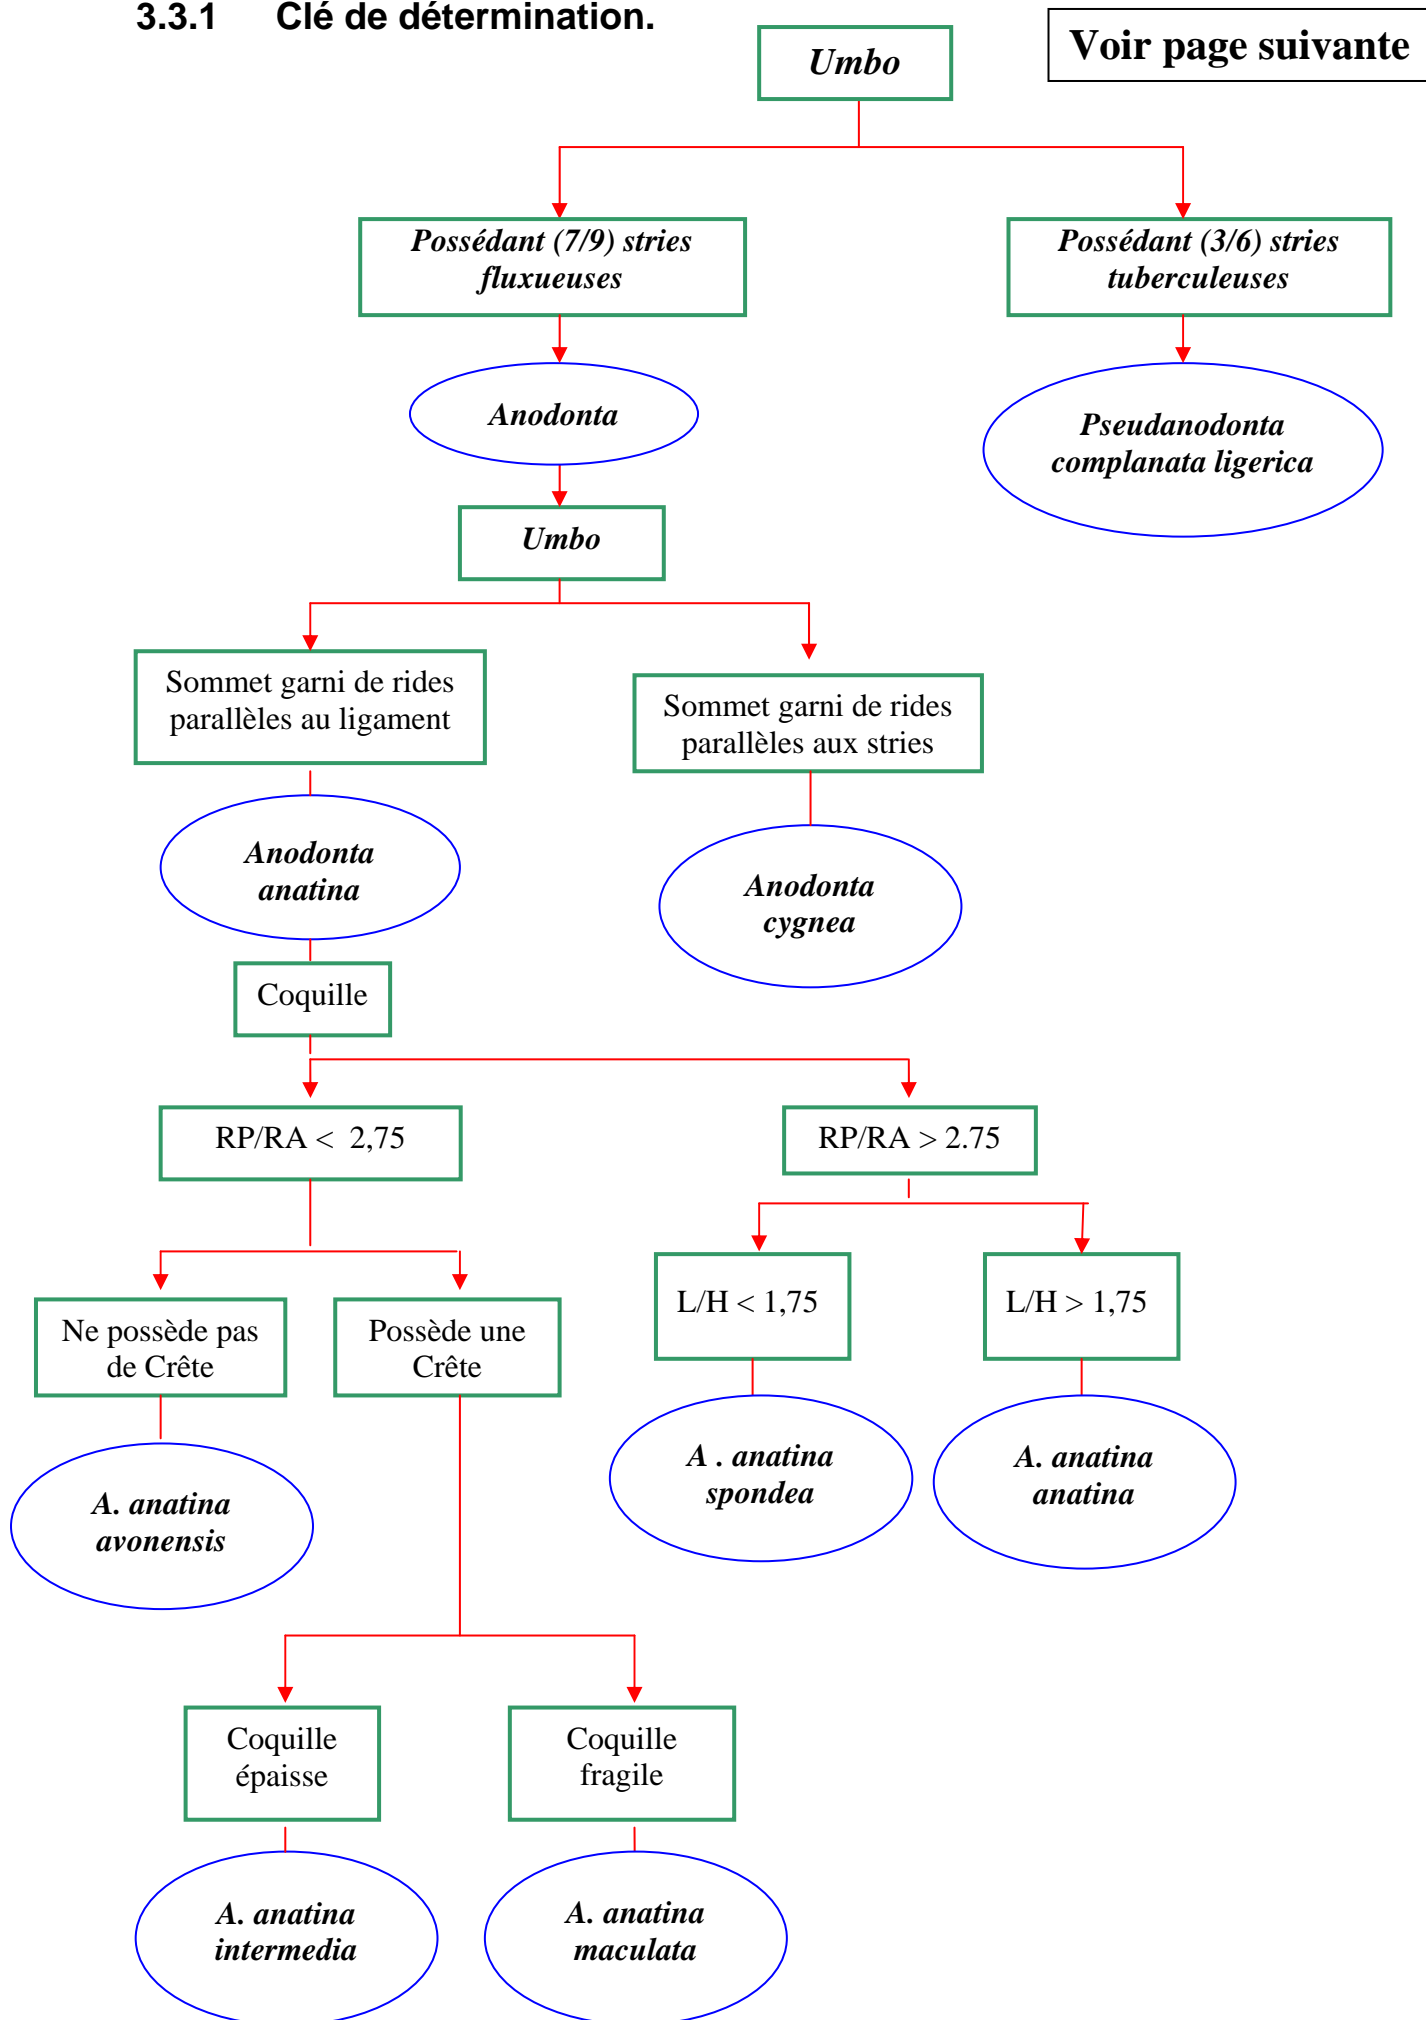 3.3.1 Clé de détermination.
Voir page suivante
Umbo
Possédant (7/9) stries
fluxueuses
Possédant (3/6) stries
tuberculeuses
Anodonta
Pseudanodonta
complanata ligerica
Umbo
Sommet garni de rides
parallèles au ligament
Sommet garni de rides
parallèles aux stries
Anodonta
anatina
Anodonta
cygnea
Coquille
RP/RA < 2,75
RP/RA > 2.75
Ne possède pas
de Crête
Possède une
Crête
L/H < 1,75
L/H > 1,75
A. anatina
avonensis
A . anatina
spondea
A. anatina
anatina
Coquille
épaisse
Coquille
fragile
A. anatina
intermedia
A. anatina
maculata